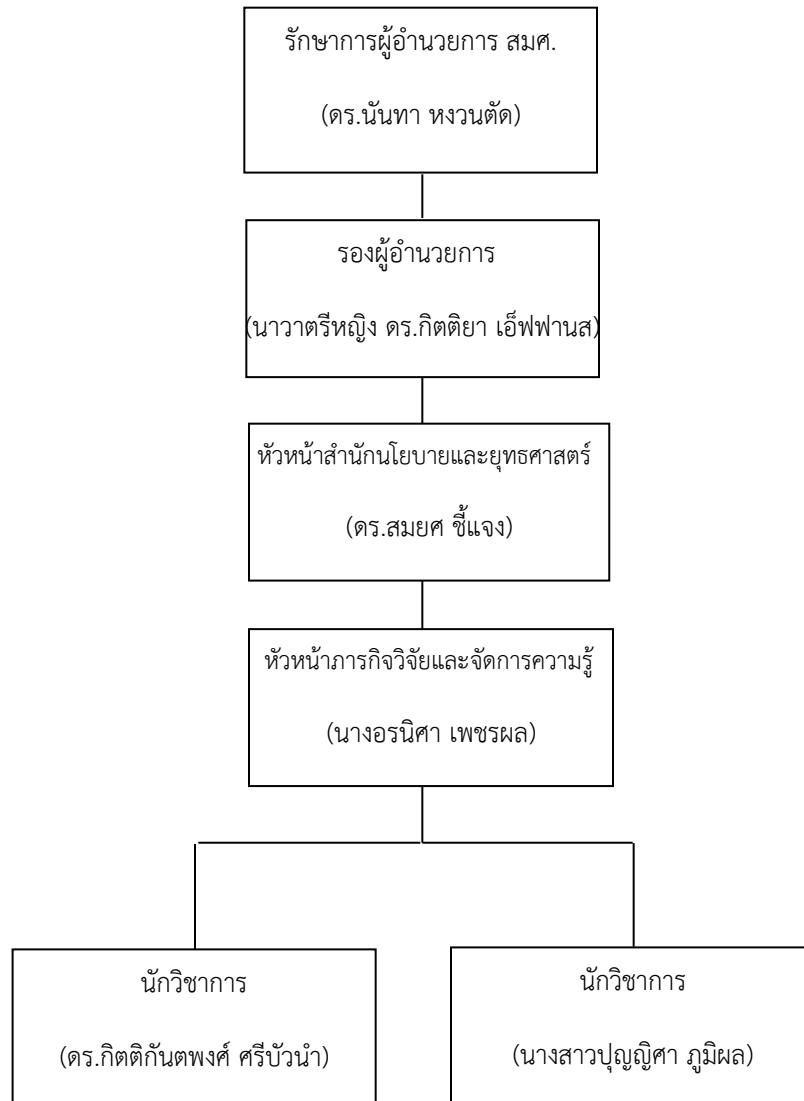 รักษาการผู้อำนวยการ สมศ.
(ดร.นันทา หงวนตัด)
รองผู้อำนวยการ
(นาวาตรีหญิง ดร.กิตติยา เอ็ฟฟานส)
หัวหน้าสำนักนโยบายและยุทธศาสตร์
(ดร.สมยศ ชี้แจง)
หัวหน้าภารกิจวิจัยและจัดการความรู้
(นางอรนิศา เพชรผล)
นักวิชาการ
(ดร.กิตติกันตพงศ์ ศรีบัวนำ)
นักวิชาการ
(นางสาวปุญญิศา ภูมิผล)